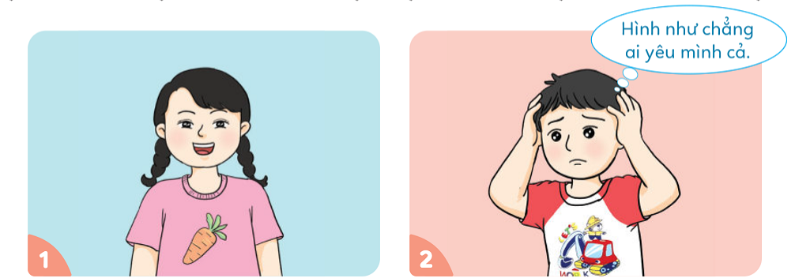 Hình như chẳng
ai yêu mình cả.
1
2